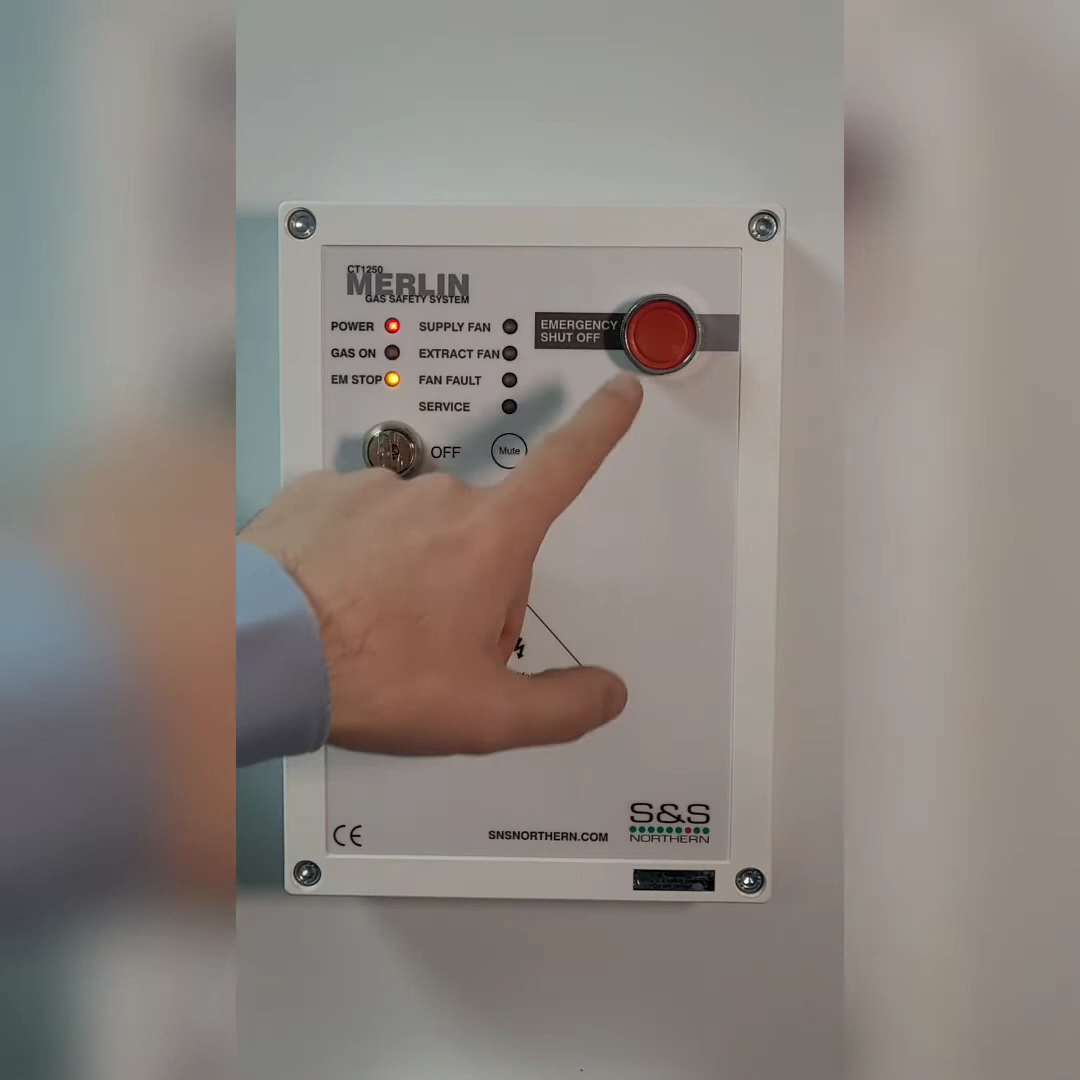 CT1250
MERLIN
GAS SAFETY SYSTEM
POWER
GAS ON
EM STOP
SUPPLY FAN
EXTRACT FAN
FAN FAULT
SERVICE
EMERGENCY
SHUT OFF
OFF
Mute
CE
SNSNORTHERN.COM
S&S
NORTHERN